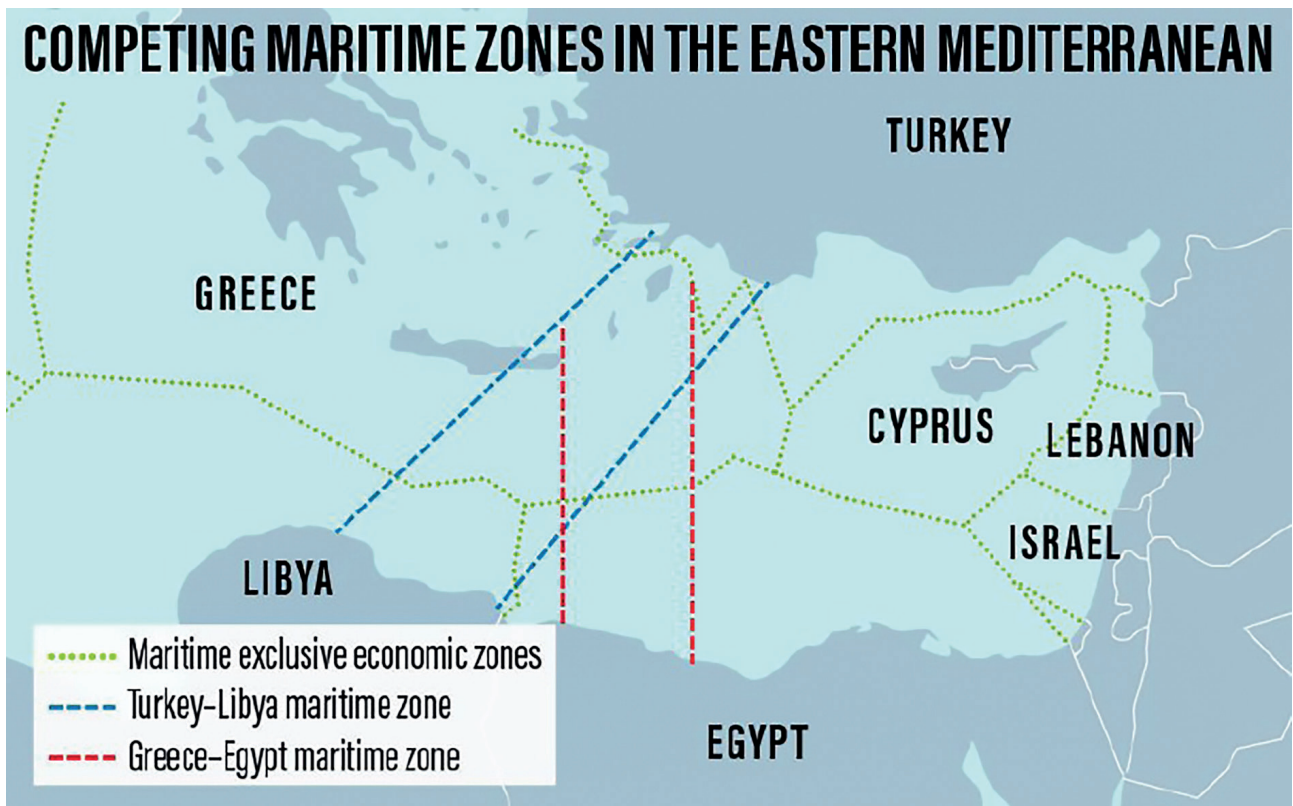 COMPETING MARITIME ZONES IN THE EASTERN MEDITERRANEAN
TURKEY
GREECE
CYPRUS
LEBANON
ISRAEL
LIBYA
EGYPT
Maritime exclusive economic zones
Turkey–Libya maritime zone
Greece–Egypt maritime zone